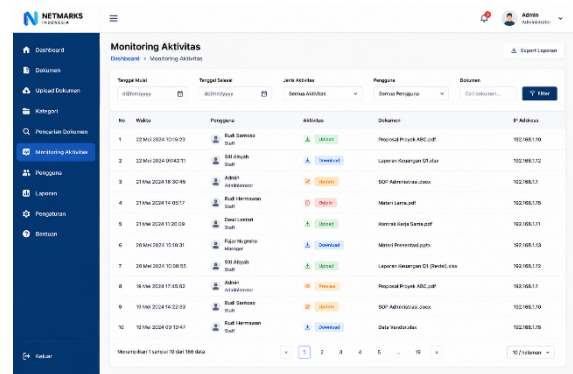 NETMARKS
INDONESIA
Admin
Administrator
Dashboard
Dokumen
Upload Dokumen
Kategori
Pencarian Dokumen
Monitoring Aktivitas
Pengguna
Laporan
Pengaturan
Bantuan
Keluar
Monitoring Aktivitas
Dashboard > Monitoring Aktivitas
Export Laporan
Tanggal Mulai Tanggal Selesai Jenis Aktivitas Pengguna Dokumen
dd/mm/yyyy dd/mm/yyyy Semua Aktivitas Semua Pengguna Cari dokumen... Filter
No Waktu Pengguna Aktivitas Dokumen IP Address
1 22 Mei 2024 10:15:23 Budi Santoso Staff Upload Proposal Proyek ABC.pdf 192.168.1.10
2 22 Mei 2024 09:42:11 Siti Aisyah Staff Download Laporan Keuangan Q1.xlsx 192.168.1.12
3 21 Mei 2024 16:30:45 Admin Administrator Update SOP Administrasi.docx 192.168.1.1
4 21 Mei 2024 14:05:17 Rudi Hermawan Staff Delete Materi Lama.pdf 192.168.1.15
5 21 Mei 2024 11:20:09 Dewi Lestari Staff Upload Kontrak Kerja Sama.pdf 192.168.1.11
6 20 Mei 2024 15:18:31 Fajar Nugroho Manager Download Materi Presentasi.pptx 192.168.1.13
7 20 Mei 2024 10:08:55 Siti Aisyah Staff Upload Laporan Keuangan Q1 (Revisi).xlsx 192.168.1.12
8 19 Mei 2024 17:45:02 Admin Administrator Preview Proposal Proyek ABC.pdf 192.168.1.1
9 19 Mei 2024 14:22:33 Budi Santoso Staff Update SOP Administrasi.docx 192.168.1.10
10 19 Mei 2024 09:10:47 Rudi Hermawan Staff Download Data Vendor.xlsx 192.168.1.15
Menampilkan 1 sampai 10 dari 186 data
< 1 2 3 4 5 ... 19 >
10 / halaman